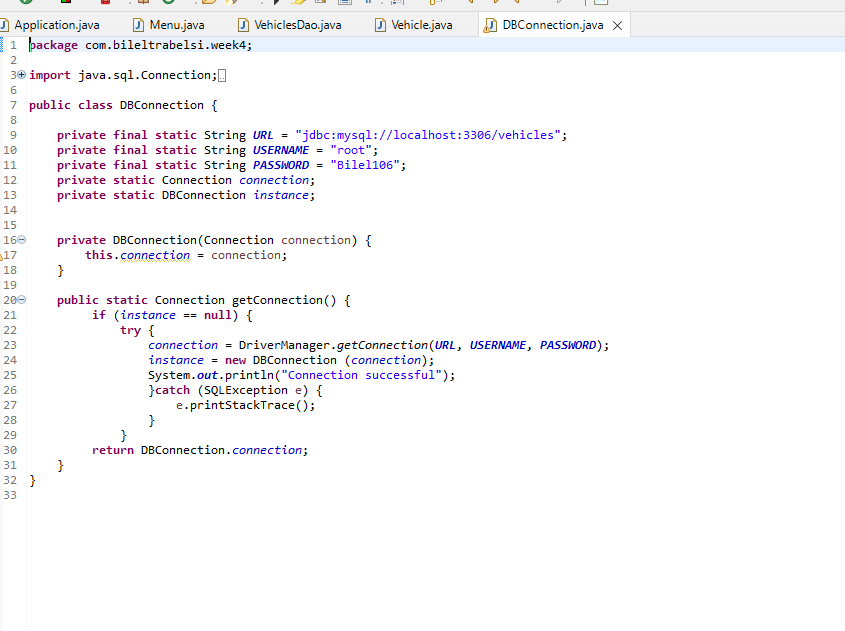 Application.java Menu.java VehiclesDao.java Vehicle.java DBConnection.java
1 package com.bileltrabelsi.week4;
2
3 import java.sql.Connection;
6
7 public class DBConnection {
8
9     private final static String URL = "jdbc:mysql://localhost:3306/vehicles";
10     private final static String USERNAME = "root";
11     private final static String PASSWORD = "Bilel106";
12     private static Connection connection;
13     private static DBConnection instance;
14
15
16     private DBConnection(Connection connection) {
17         this.connection = connection;
18     }
19
20     public static Connection getConnection() {
21          if (instance == null) {
22              try {
23                  connection = DriverManager.getConnection(URL, USERNAME, PASSWORD);
24                  instance = new DBConnection (connection);
25                  System.out.println("Connection successful");
26                  }catch (SQLException e) {
27                      e.printStackTrace();
28                  }
29              }
30          return DBConnection.connection;
31     }
32 }
33